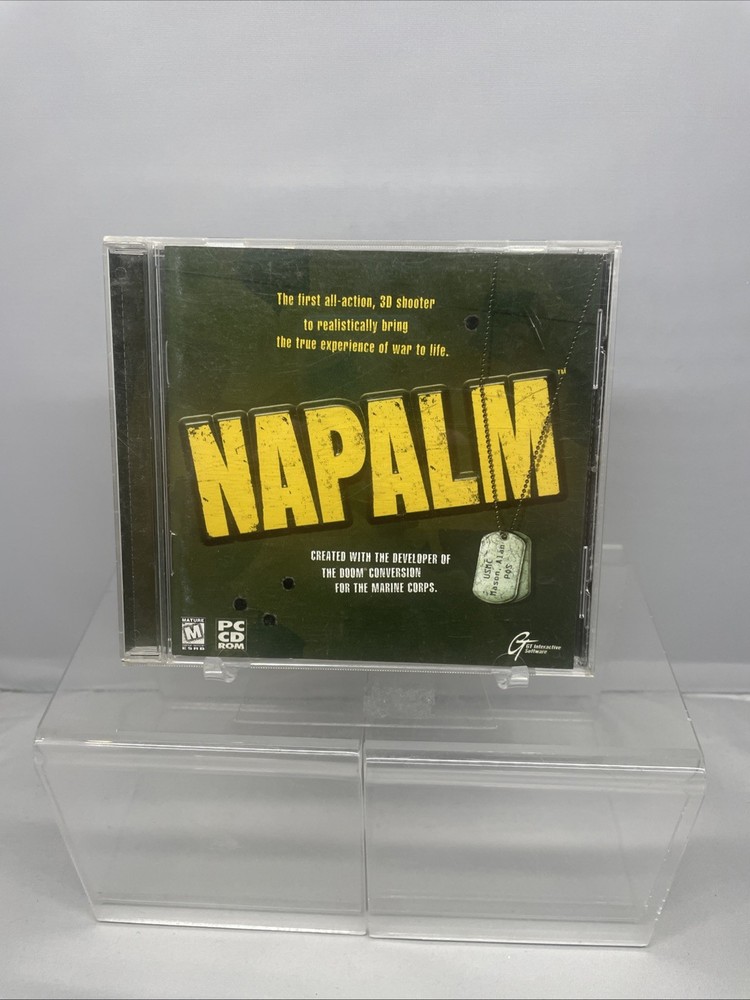 The first all-action, 3D shooter
to realistically bring
the true experience of war to life.
NAPALM™
CREATED WITH THE DEVELOPER OF
THE DOOM® CONVERSION
FOR THE MARINE CORPS.
USMC
Mason, Alan
POS
MATURE
M
ESRB
PC
CD
ROM
GT Interactive
Software